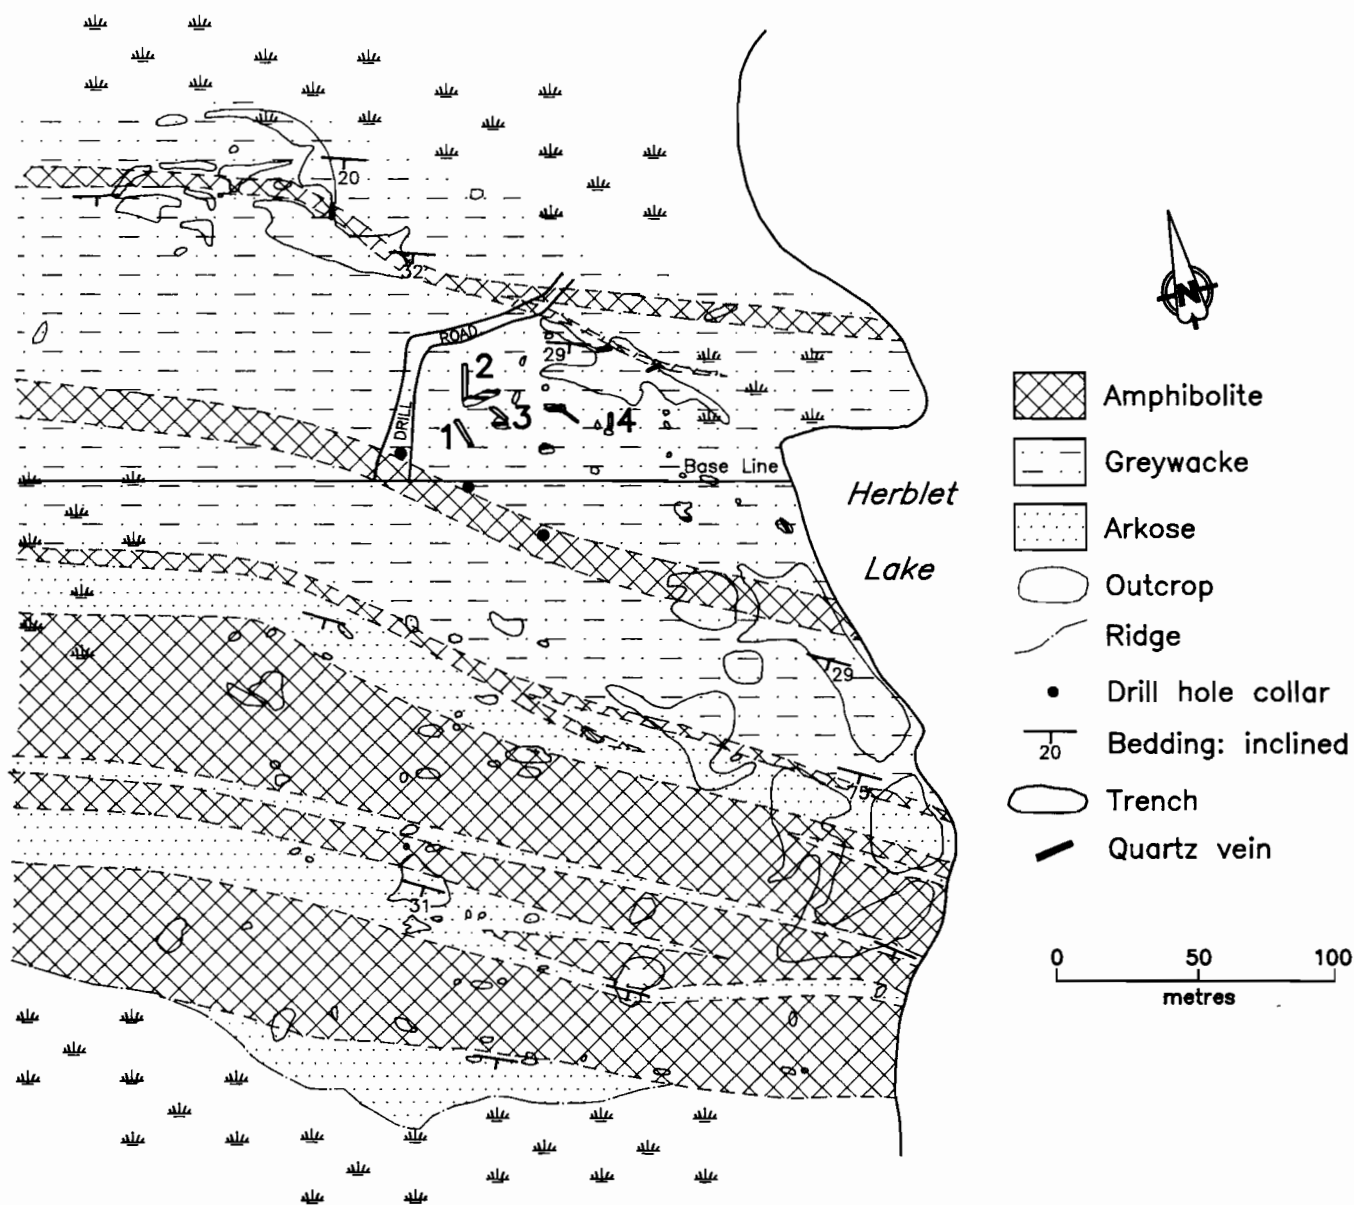 20
32
ROAD
29
2
3
4
1
DRILL
Base Line
Herblet
Lake
29
75
31
N
Amphibolite
Greywacke
Arkose
Outcrop
Ridge
Drill hole collar
Bedding: inclined
20
Trench
Quartz vein
0 50 100
metres